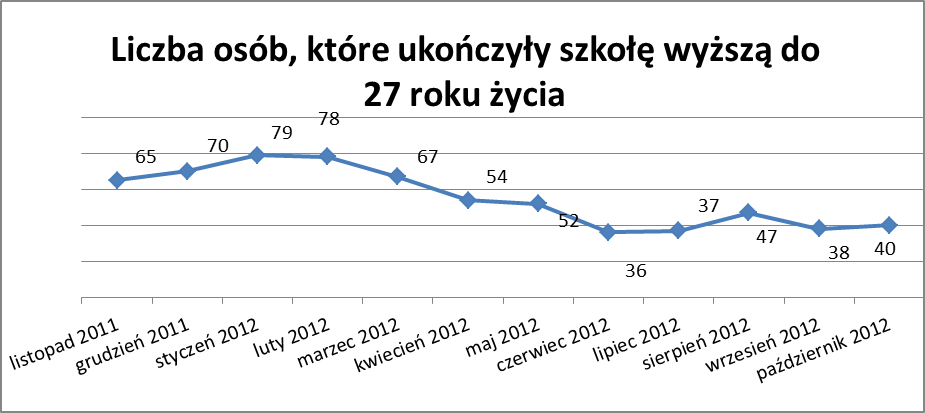 Liczba osób, które ukończyły szkołę wyższą do
27 roku życia
65
70
79
78
67
54
52
36
37
47
38
40
listopad 2011
grudzień 2011
styczeń 2012
luty 2012
marzec 2012
kwiecień 2012
maj 2012
czerwiec 2012
lipiec 2012
sierpień 2012
wrzesień 2012
październik 2012